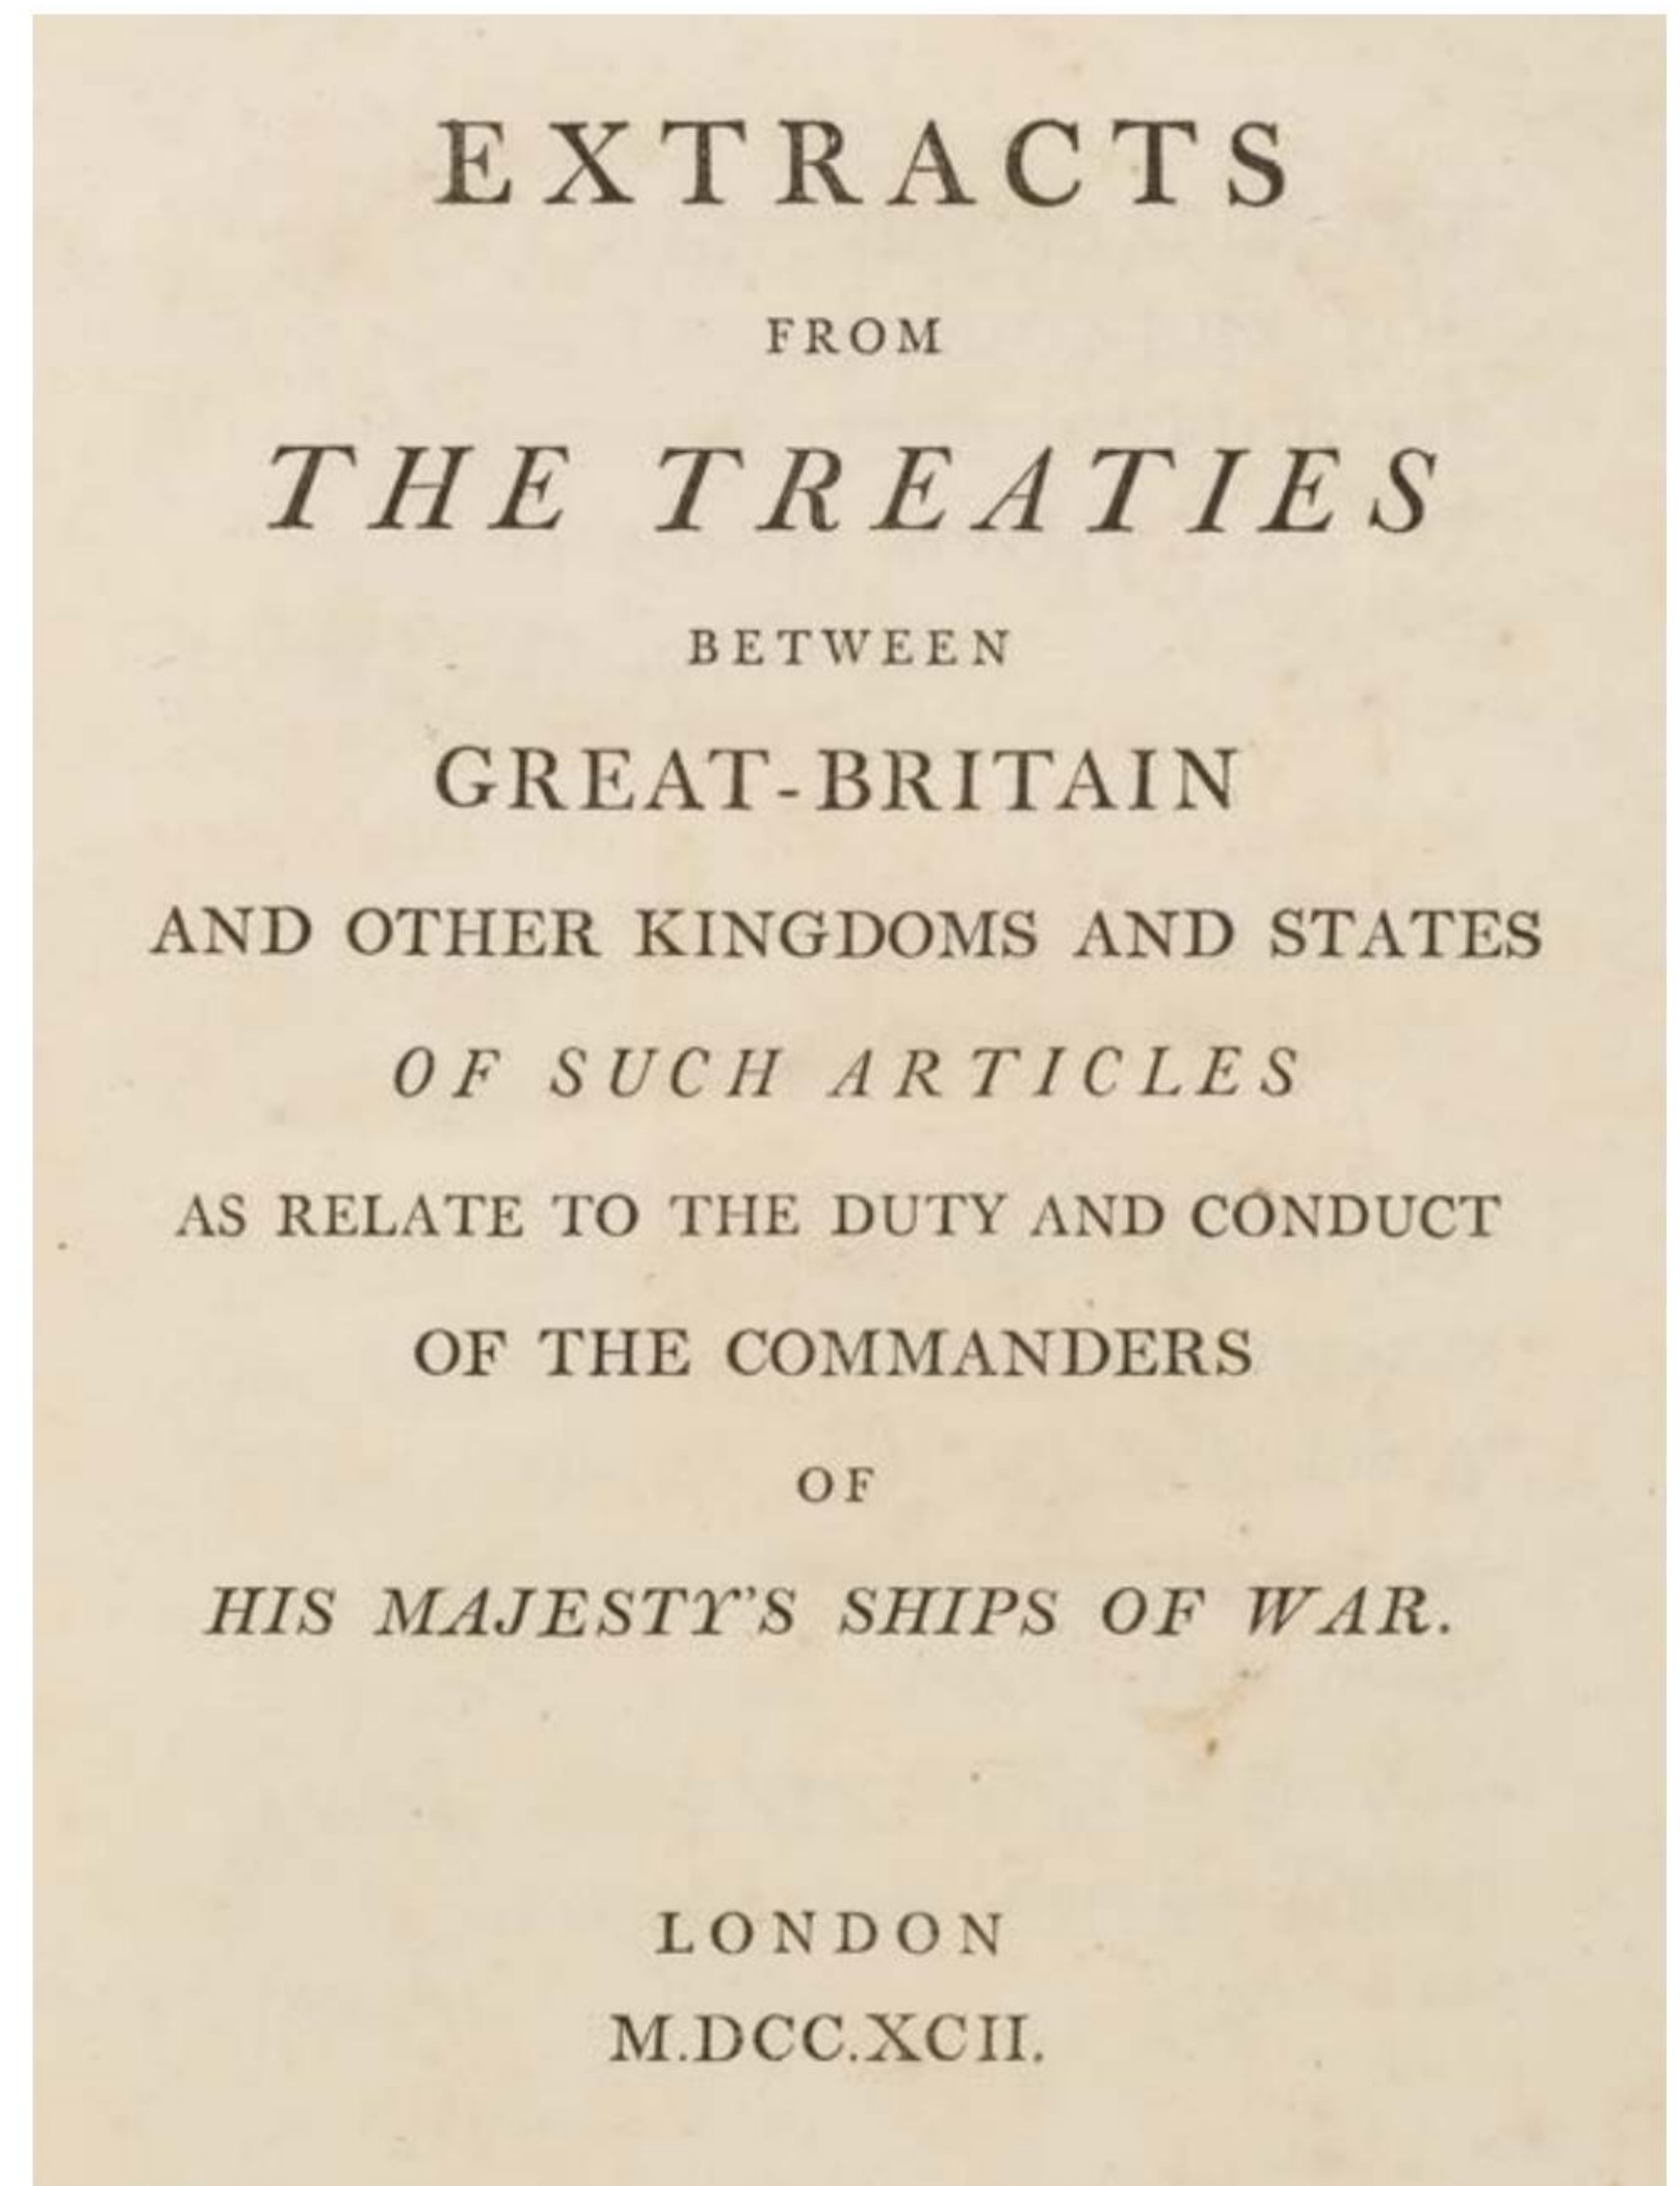 EXTRACTS
FROM
THE TREATIES
BETWEEN
GREAT-BRITAIN
AND OTHER KINGDOMS AND STATES
OF SUCH ARTICLES
AS RELATE TO THE DUTY AND CONDUCT
OF THE COMMANDERS
OF
HIS MAJESTY'S SHIPS OF WAR.
LONDON
M.DCC.XCII.